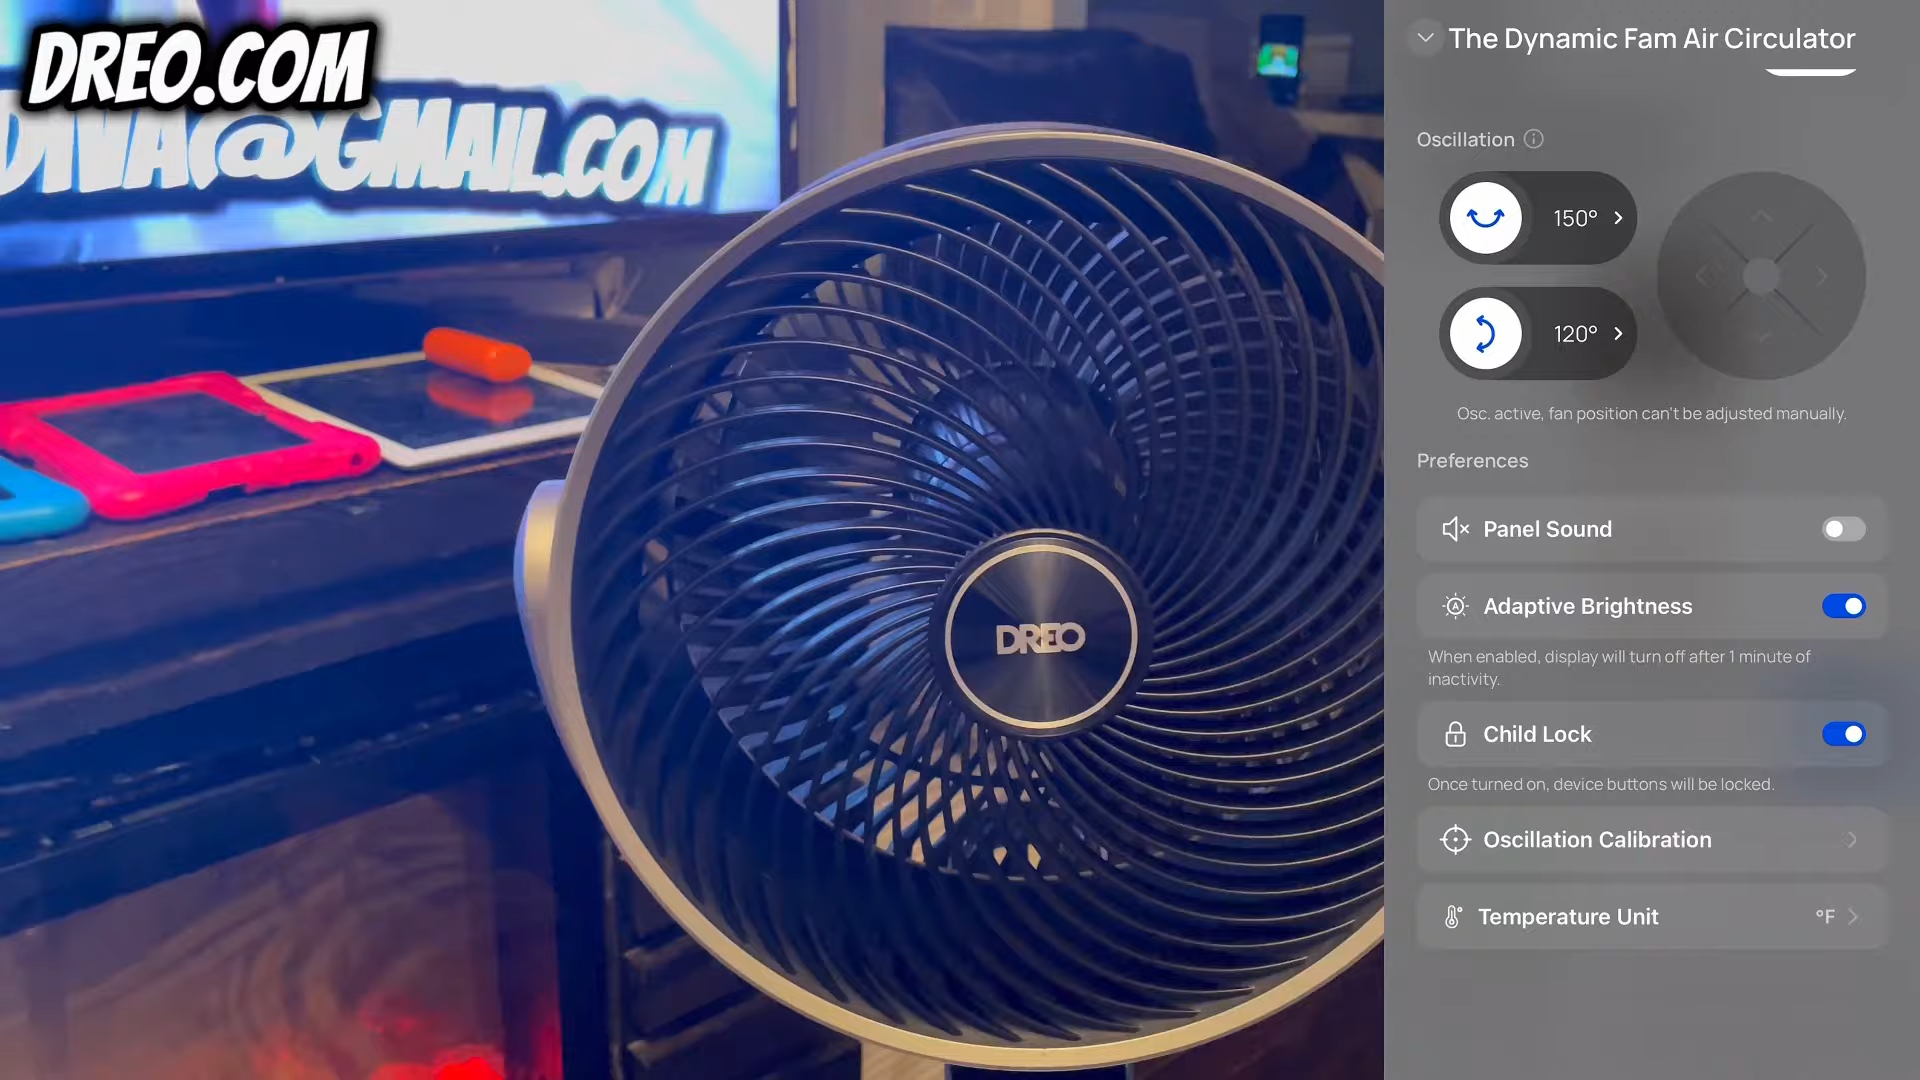 DREO.COM
DIVA@GMAIL.COM
DREO
The Dynamic Fam Air Circulator
Oscillation
150°
120°
Osc. active, fan position can't be adjusted manually.
Preferences
Panel Sound
Adaptive Brightness
When enabled, display will turn off after 1 minute of
inactivity.
Child Lock
Once turned on, device buttons will be locked.
Oscillation Calibration
Temperature Unit
°F